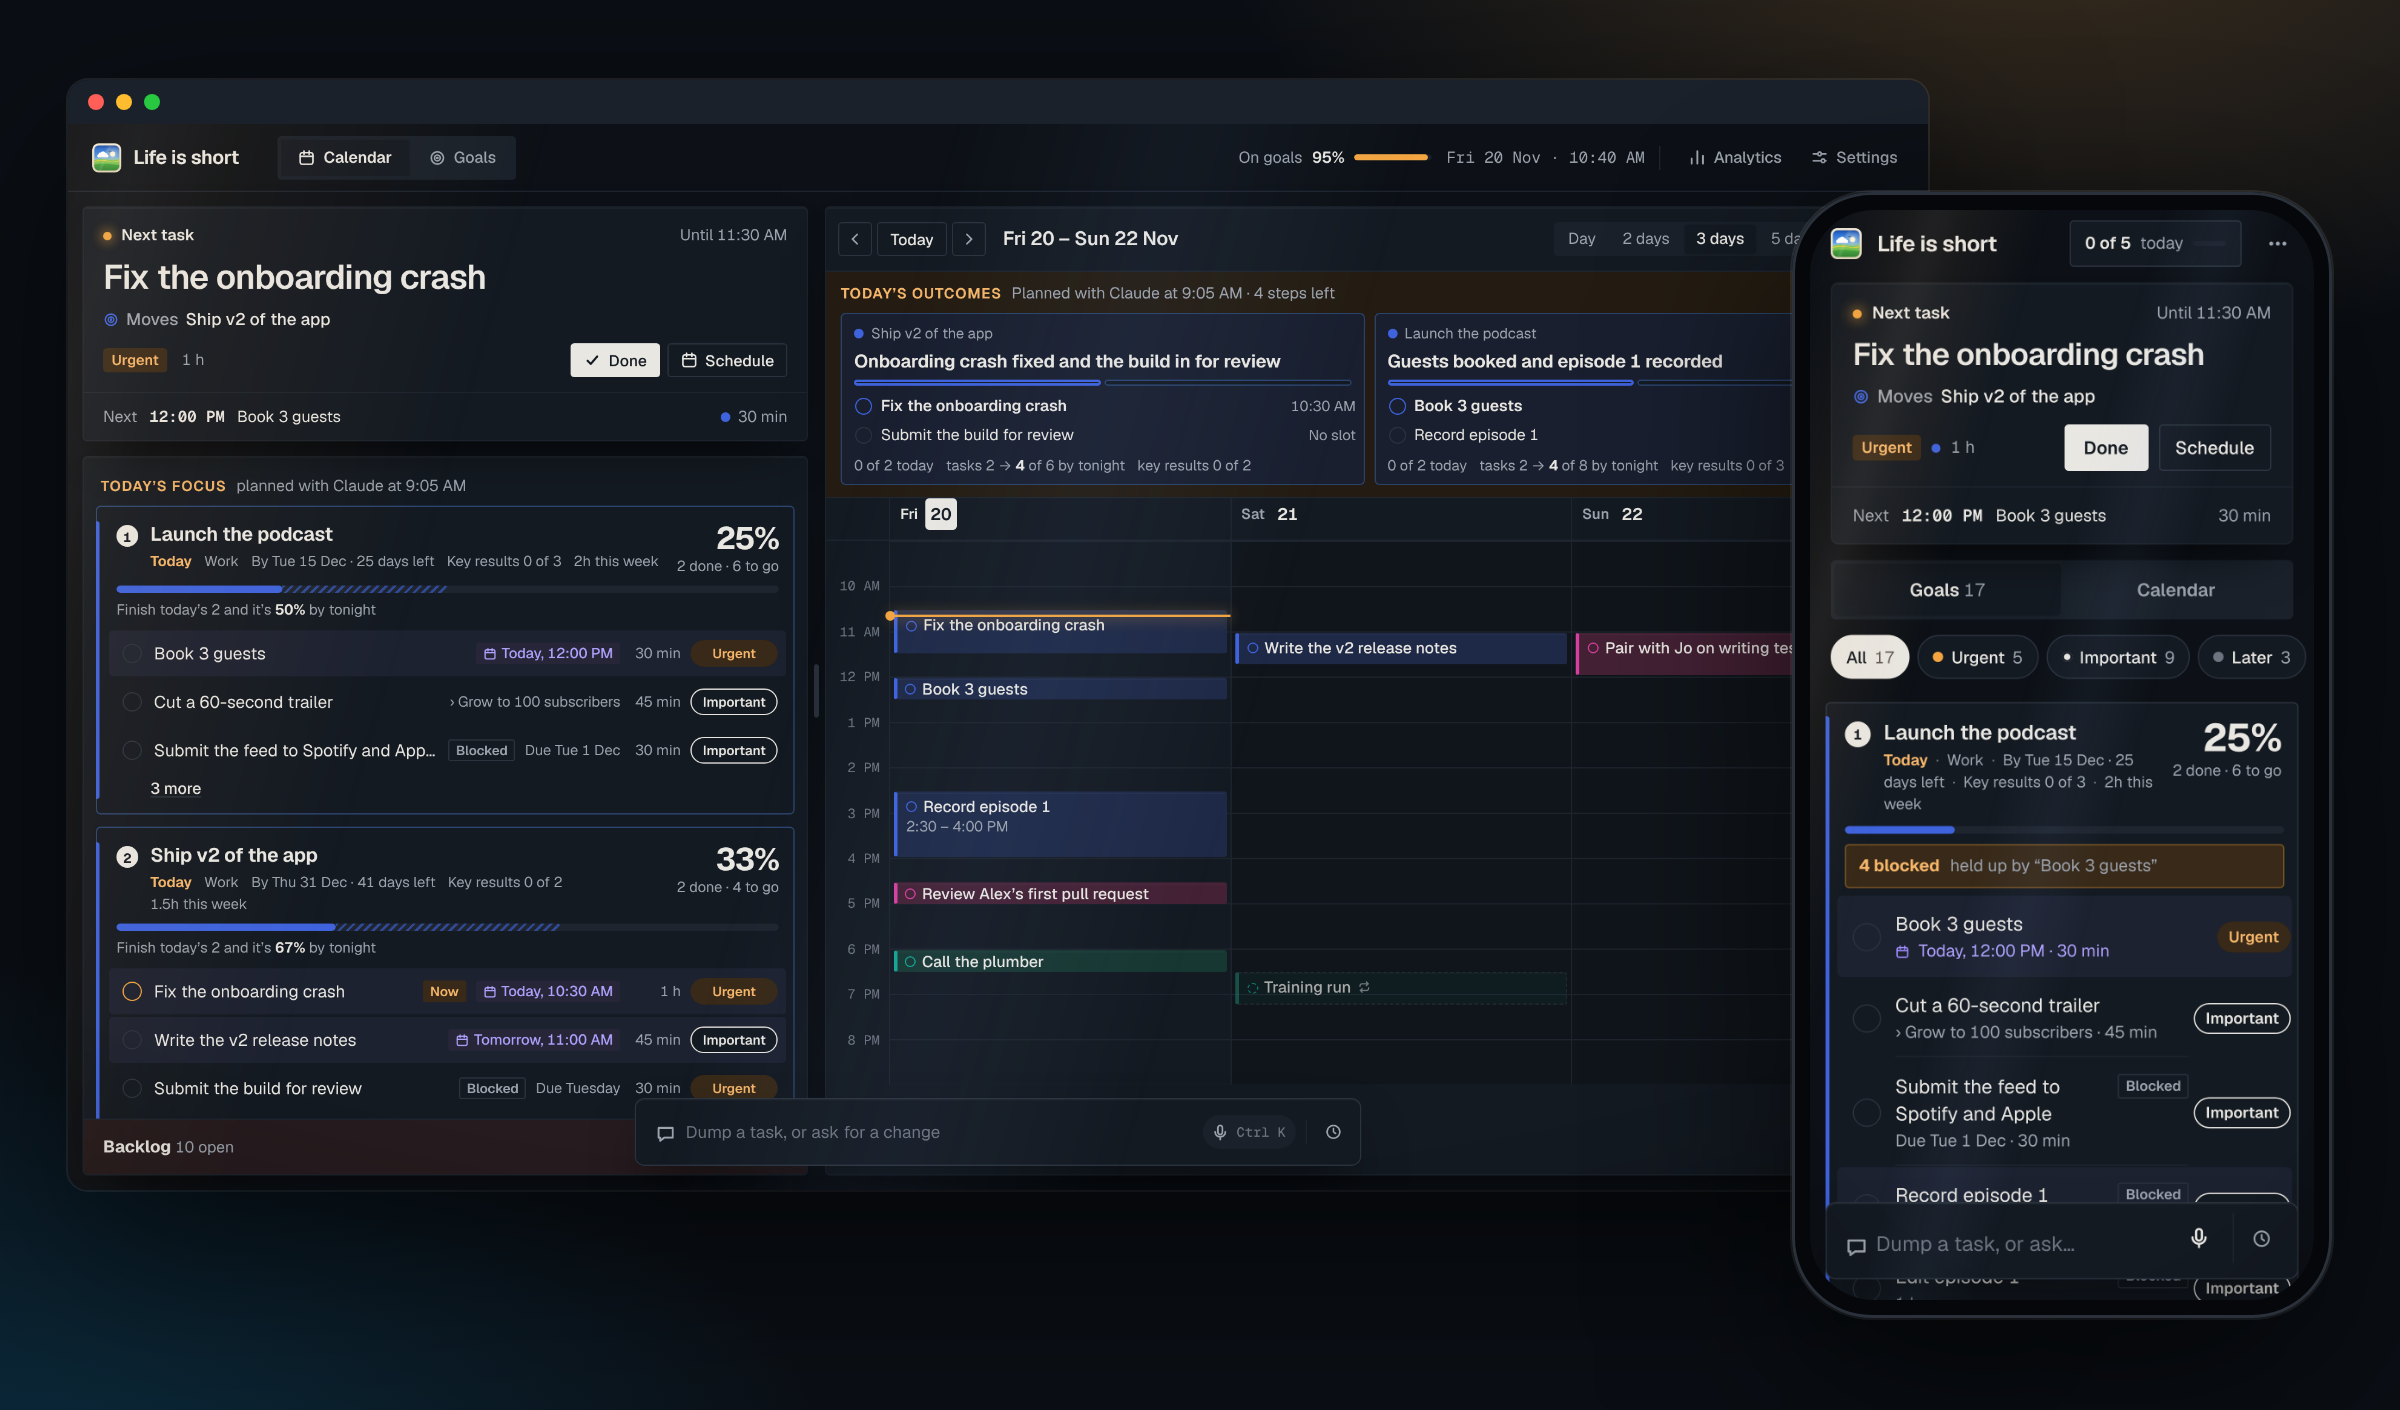 Life is short
Calendar
Goals
On goals 95%
Fri 20 Nov · 10:40 AM
Analytics
Settings
Next task
Until 11:30 AM
Fix the onboarding crash
Moves Ship v2 of the app
Urgent 1 h
Done
Schedule
Next 12:00 PM Book 3 guests
30 min
TODAY'S FOCUS planned with Claude at 9:05 AM
1 Launch the podcast
25%
Today Work By Tue 15 Dec · 25 days left Key results 0 of 3 2h this week
2 done · 6 to go
Finish today's 2 and it's 50% by tonight
Book 3 guests Today, 12:00 PM 30 min Urgent
Cut a 60-second trailer › Grow to 100 subscribers 45 min Important
Submit the feed to Spotify and App... Blocked Due Tue 1 Dec 30 min Important
3 more
2 Ship v2 of the app
33%
Today Work By Thu 31 Dec · 41 days left Key results 0 of 2
2 done · 4 to go
1.5h this week
Finish today's 2 and it's 67% by tonight
Fix the onboarding crash Now Today, 10:30 AM 1 h Urgent
Write the v2 release notes Tomorrow, 11:00 AM 45 min Important
Submit the build for review Blocked Due Tuesday 30 min Urgent
Backlog 10 open
Today
Fri 20 – Sun 22 Nov
Day 2 days 3 days 5 da
TODAY'S OUTCOMES Planned with Claude at 9:05 AM · 4 steps left
Ship v2 of the app
Onboarding crash fixed and the build in for review
Fix the onboarding crash 10:30 AM
Submit the build for review No slot
0 of 2 today tasks 2 → 4 of 6 by tonight key results 0 of 2
Launch the podcast
Guests booked and episode 1 recorded
Book 3 guests
Record episode 1
0 of 2 today tasks 2 → 4 of 8 by tonight key results 0 of 3
Fri 20
Sat 21
Sun 22
10 AM
11 AM
12 PM
1 PM
2 PM
3 PM
4 PM
5 PM
6 PM
7 PM
8 PM
Fix the onboarding crash
Book 3 guests
Record episode 1
2:30 – 4:00 PM
Review Alex's first pull request
Call the plumber
Write the v2 release notes
Training run
Pair with Jo on writing tes
Dump a task, or ask for a change
Ctrl K
Life is short
0 of 5 today
Next task
Until 11:30 AM
Fix the onboarding crash
Moves Ship v2 of the app
Urgent 1 h
Done
Schedule
Next 12:00 PM Book 3 guests
30 min
Goals 17
Calendar
All 17
Urgent 5
Important 9
Later 3
1 Launch the podcast
25%
Today · Work · By Tue 15 Dec · 25
days left · Key results 0 of 3 · 2h this
week
2 done · 6 to go
4 blocked held up by “Book 3 guests”
Book 3 guests
Today, 12:00 PM · 30 min
Urgent
Cut a 60-second trailer
› Grow to 100 subscribers · 45 min
Important
Submit the feed to
Spotify and Apple
Blocked
Due Tue 1 Dec · 30 min
Important
Record episode 1
Blocked
Dump a task, or ask...
Edit episode 1
Important